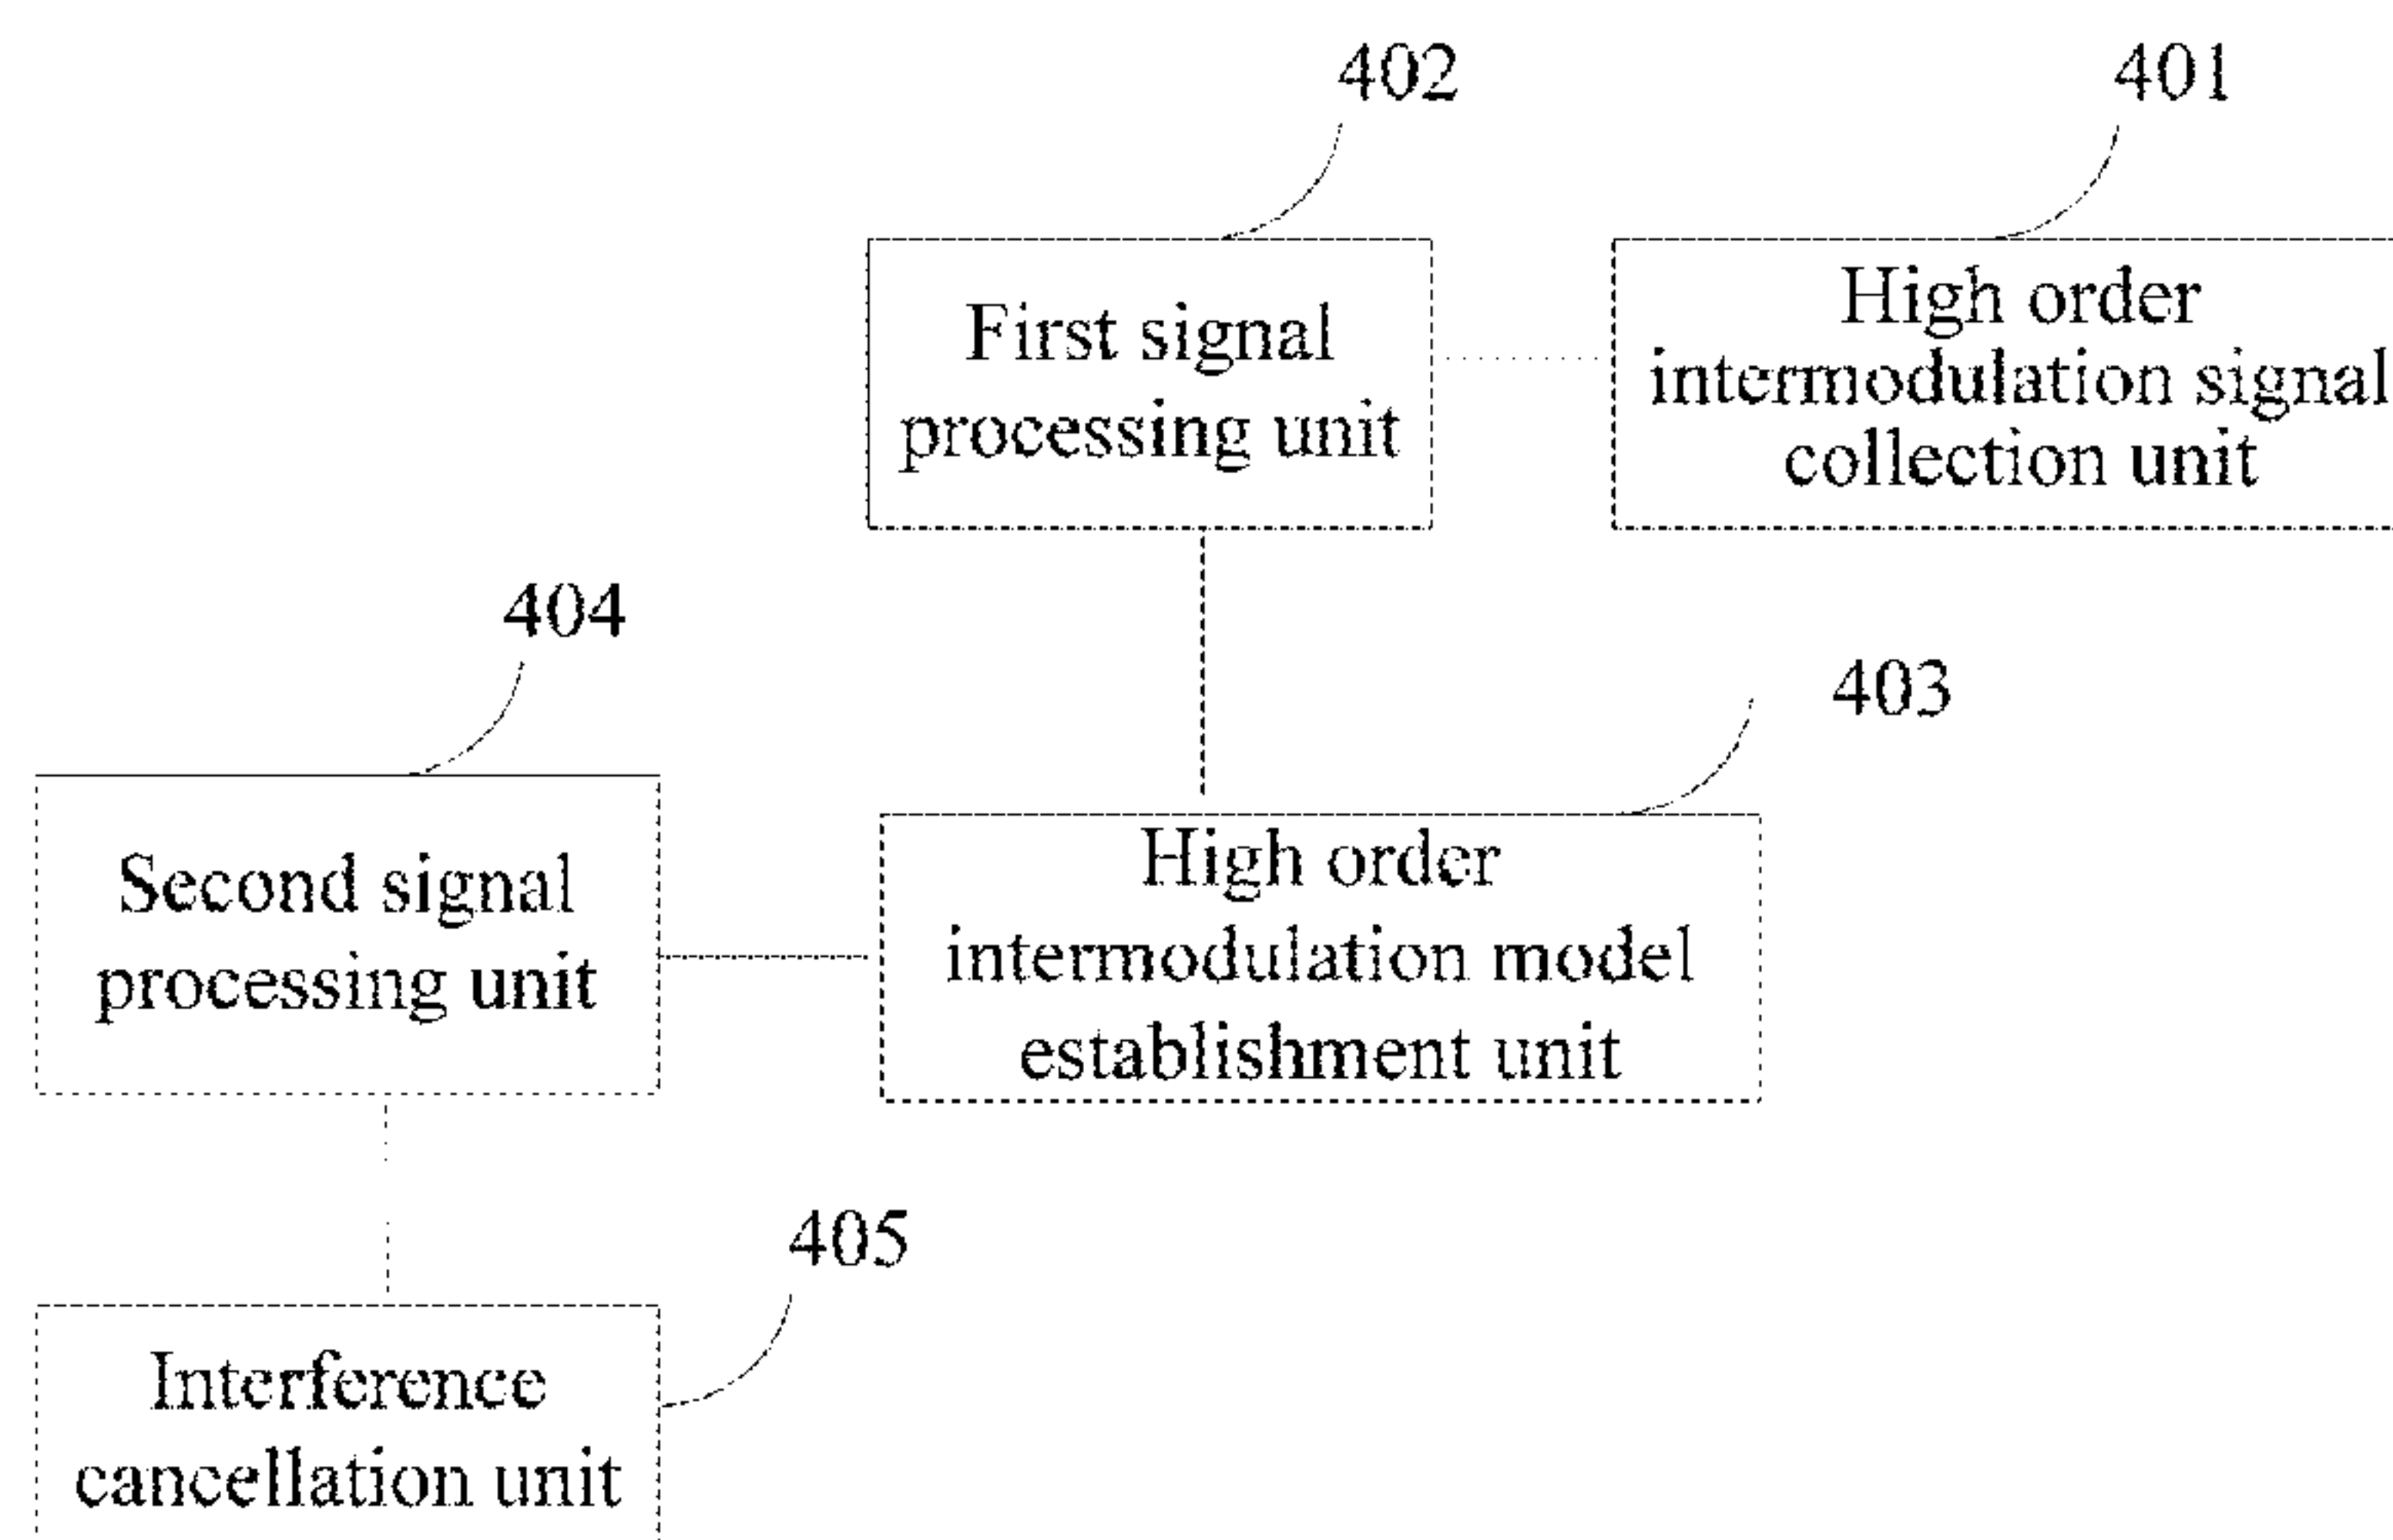 402
401
First signal
processing unit
High order
intermodulation signal
collection unit
404
403
Second signal
processing unit
High order
intermodulation model
establishment unit
405
Interference
cancellation unit